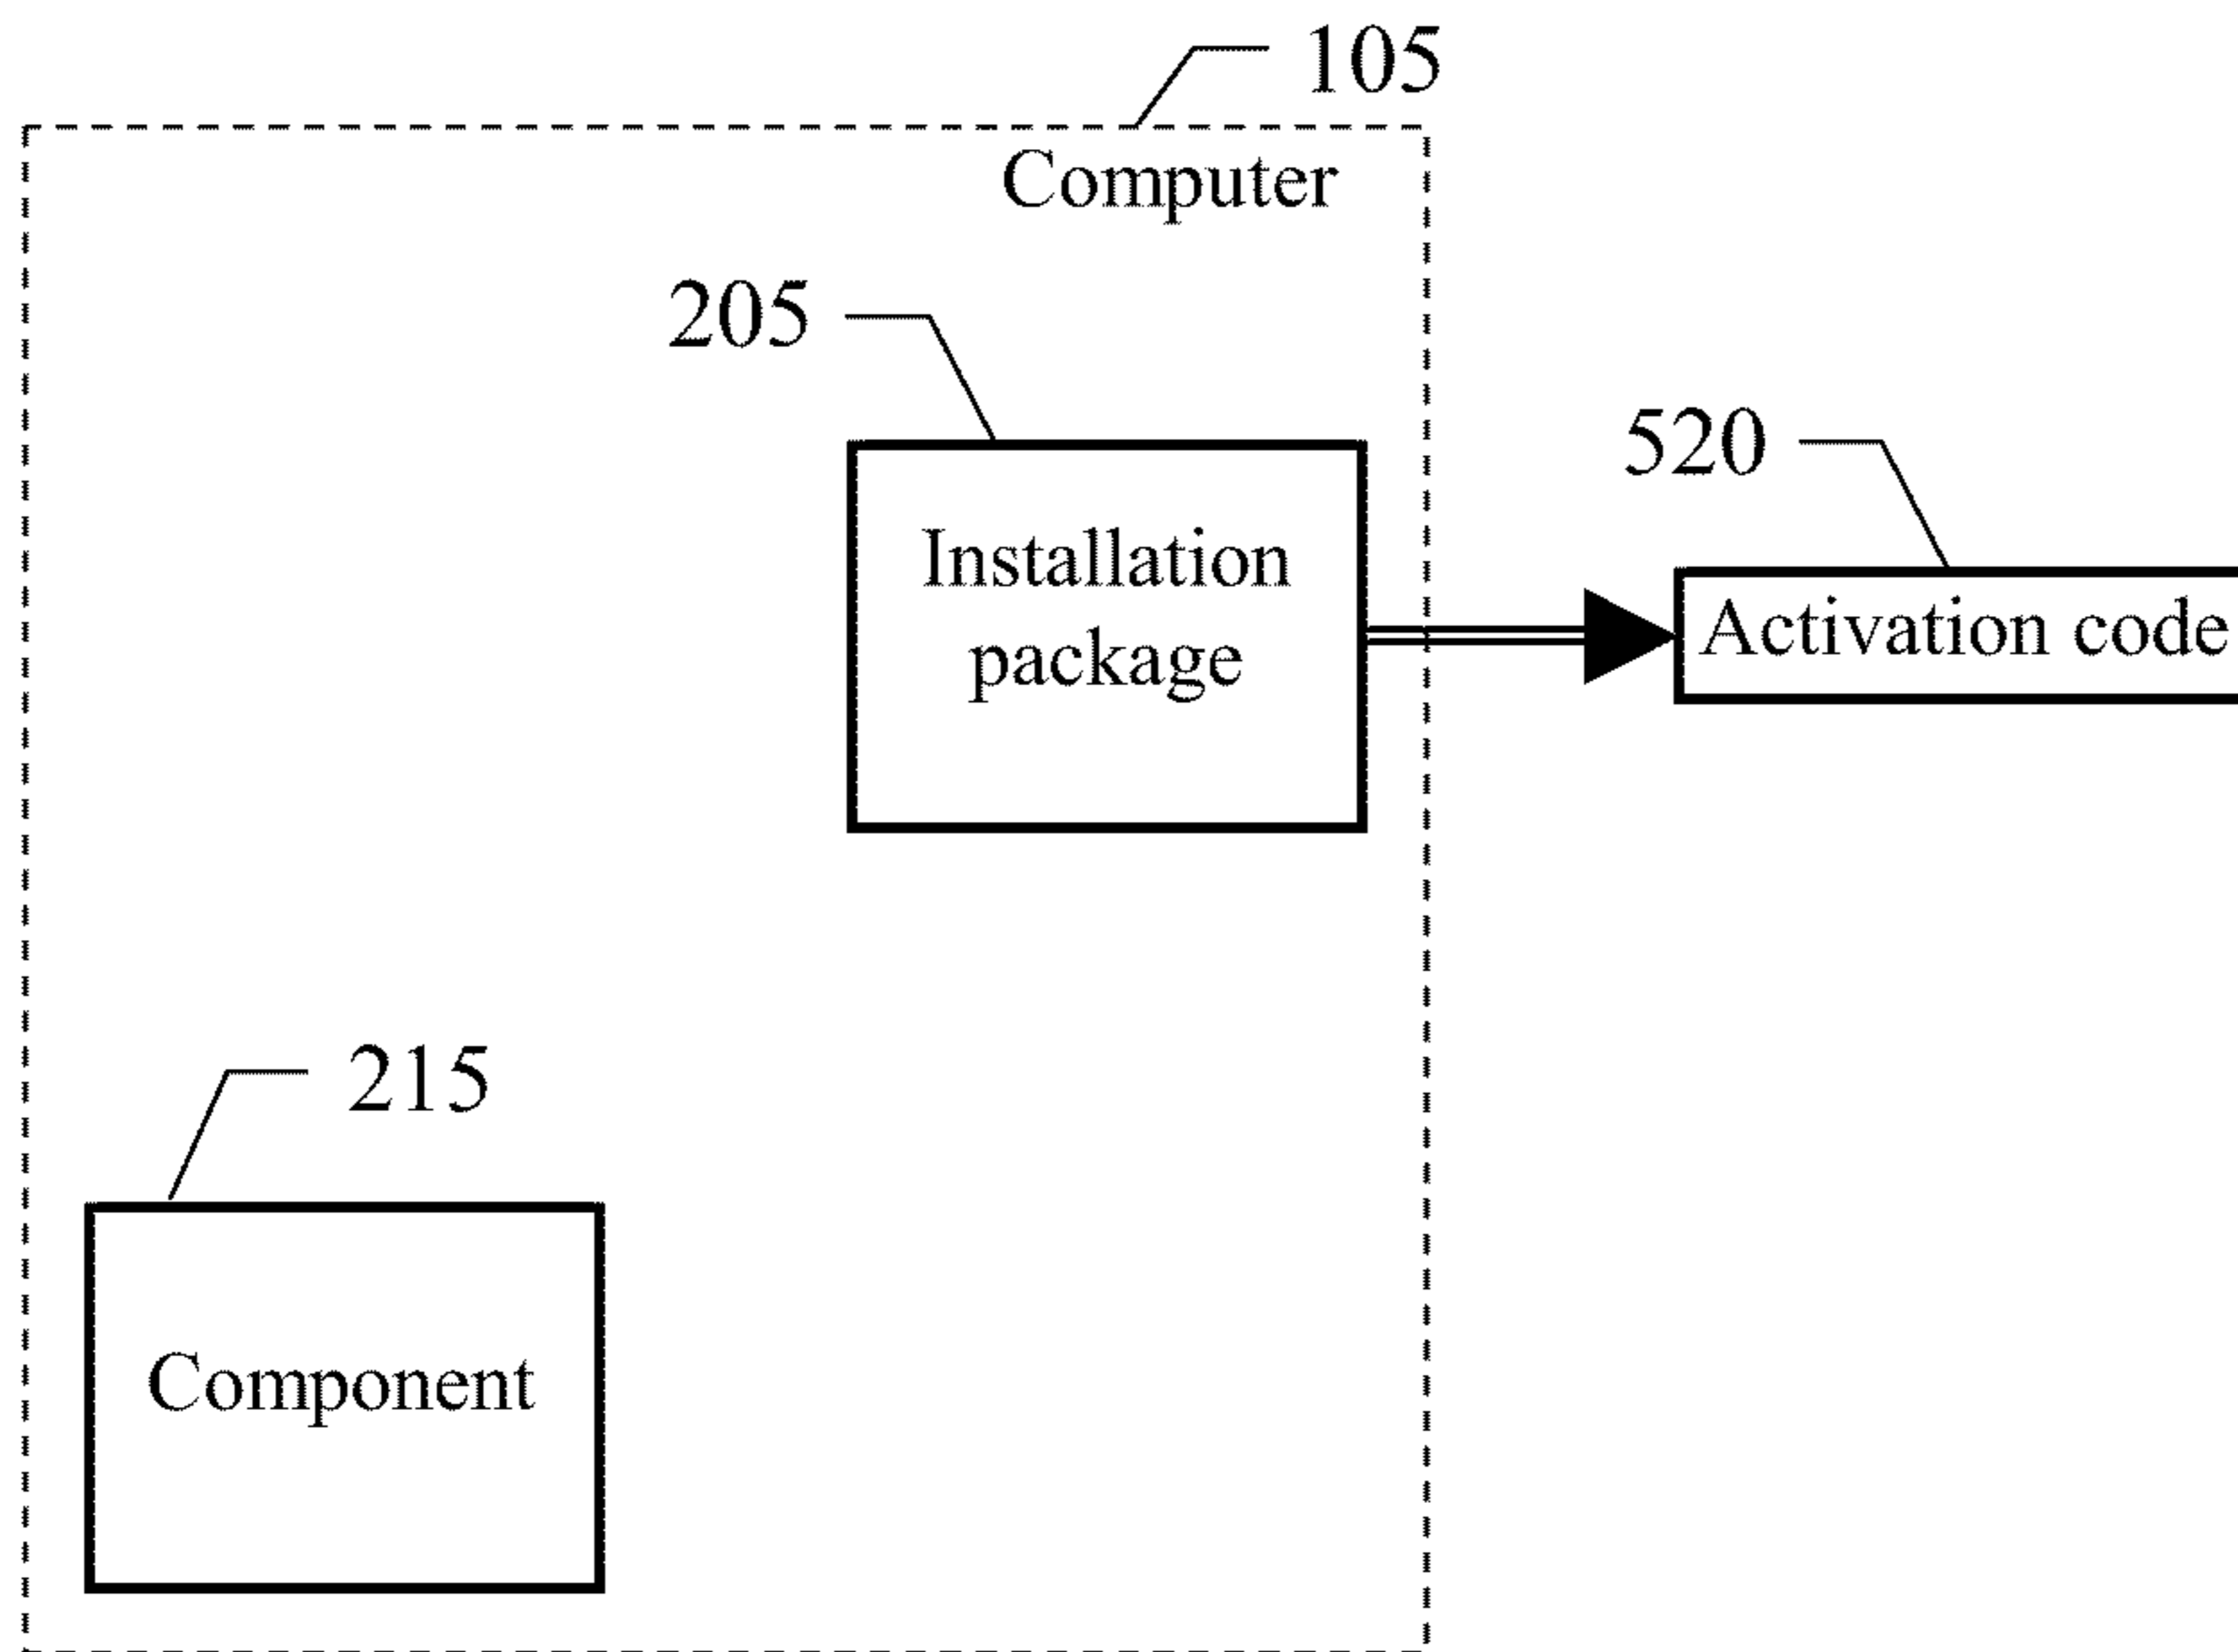 105
Computer
205
Installation
package
520
Activation code
215
Component